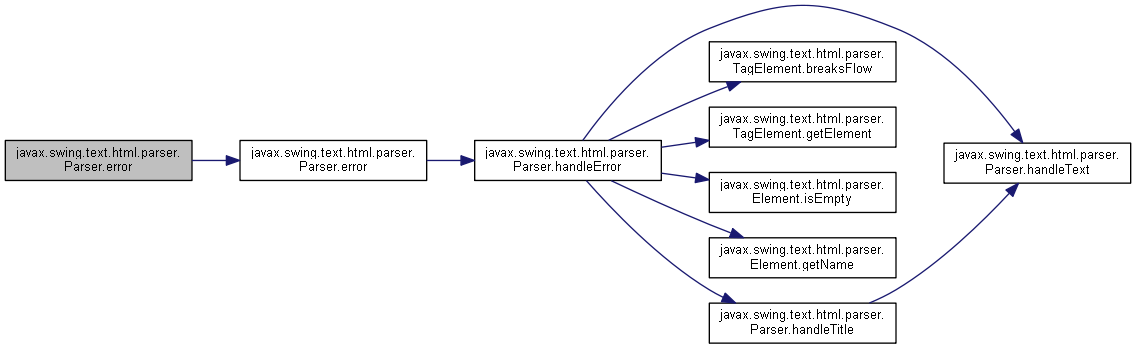 javax.swing.text.html.parser.
Parser.error
javax.swing.text.html.parser.
Parser.error
javax.swing.text.html.parser.
Parser.handleError
javax.swing.text.html.parser.
TagElement.breaksFlow
javax.swing.text.html.parser.
TagElement.getElement
javax.swing.text.html.parser.
Element.isEmpty
javax.swing.text.html.parser.
Element.getName
javax.swing.text.html.parser.
Parser.handleTitle
javax.swing.text.html.parser.
Parser.handleText